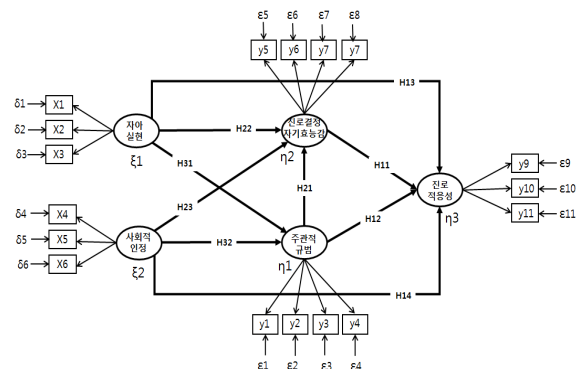 ε5 ε6 ε7 ε8
y5 y6 y7 y7
H13
δ1 X1
δ2 X2
δ3 X3
자아
실현
ξ1
H22
진로결정
자기효능감
η2
H31
H11
H21
H23
H12
진로
적응성
η3
y9 ε9
y10 ε10
y11 ε11
δ4 X4
δ5 X5
δ6 X6
사회적
인정
ξ2
H32
주관적
규범
η1
H14
y1 y2 y3 y4
ε1 ε2 ε3 ε4